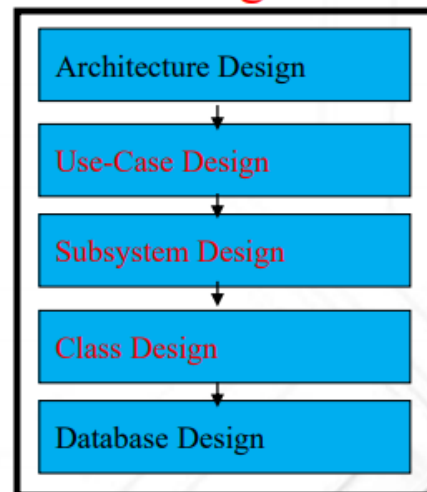 Architecture Design
Use-Case Design
Subsystem Design
Class Design
Database Design